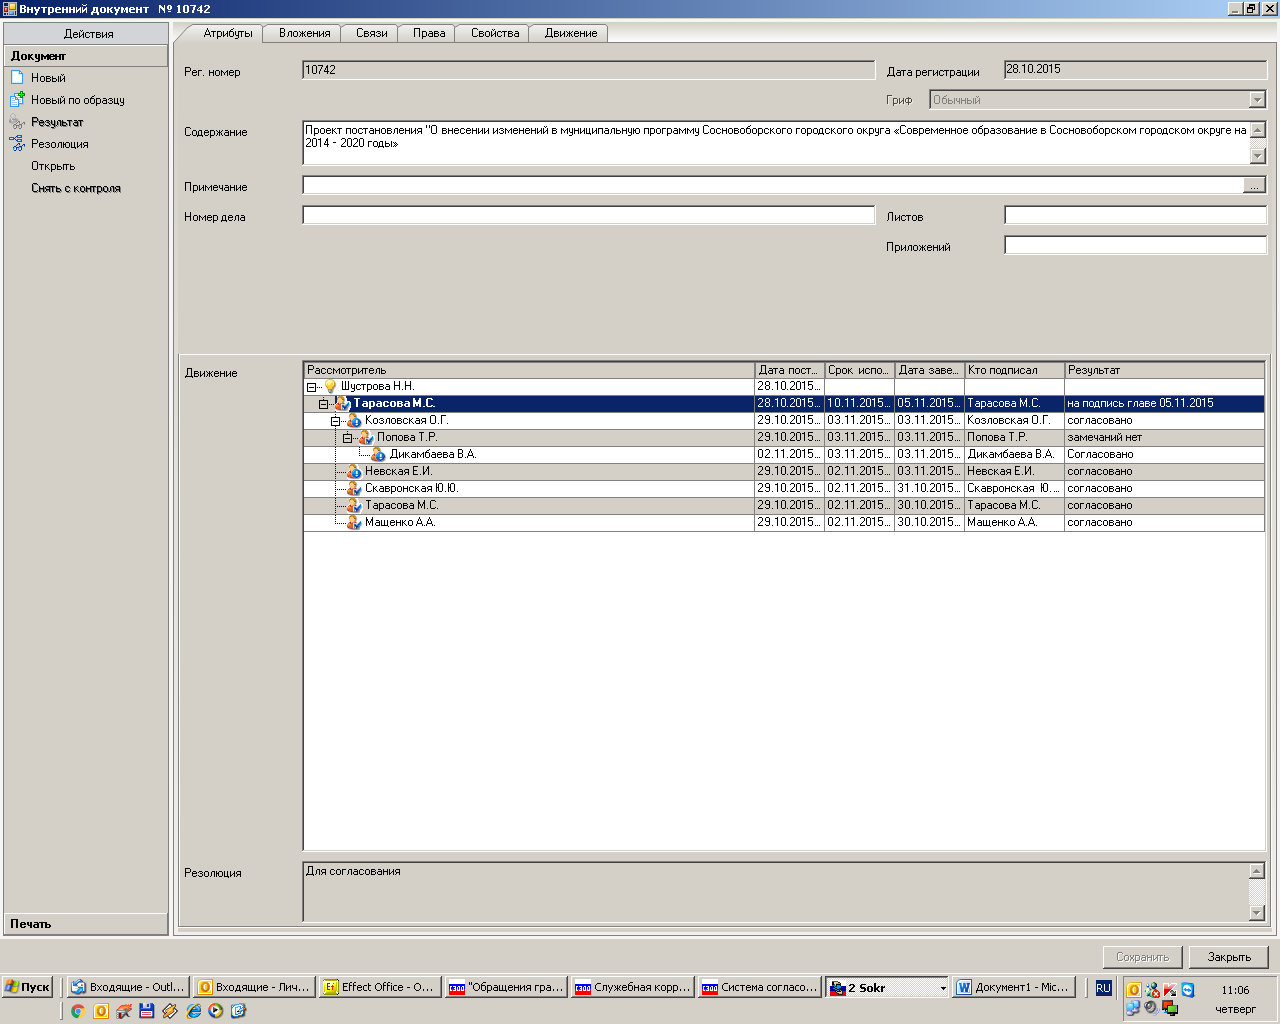 Внутренний документ № 10742
Действия
Документ
Новый
Новый по образцу
Результат
Резолюция
Открыть
Снять с контроля
Печать
Атрибуты Вложения Связи Права Свойства Движение
Рег. номер 10742 Дата регистрации 28.10.2015
Гриф Обычный
Содержание Проект постановления "О внесении изменений в муниципальную программу Сосновоборского городского округа «Современное образование в Сосновоборском городском округе на
2014 - 2020 годы»
Примечание ...
Номер дела Листов
Приложений
Движение
Рассмотритель Дата пост... Срок испо... Дата заве... Кто подписал Результат
Шустрова Н.Н. 28.10.2015...
Тарасова М.С. 28.10.2015... 10.11.2015... 05.11.2015... Тарасова М.С. на подпись главе 05.11.2015
Козловская О.Г. 29.10.2015... 03.11.2015... 03.11.2015... Козловская О.Г. согласовано
Попова Т.Р. 29.10.2015... 03.11.2015... 03.11.2015... Попова Т.Р. замечаний нет
Дикамбаева В.А. 02.11.2015... 03.11.2015... 03.11.2015... Дикамбаева В.А. Согласовано
Невская Е.И. 29.10.2015... 02.11.2015... 03.11.2015... Невская Е.И. согласовано
Скавронская Ю.Ю. 29.10.2015... 02.11.2015... 31.10.2015... Скавронская Ю.... согласовано
Тарасова М.С. 29.10.2015... 02.11.2015... 30.10.2015... Тарасова М.С. согласовано
Мащенко А.А. 29.10.2015... 02.11.2015... 30.10.2015... Мащенко А.А. согласовано
Резолюция Для согласования
Сохранить Закрыть
Пуск Входящие - Outl... Входящие - Лич... Effect Office - O... "Обращения гра... Служебная корр... Система согласо... 2 Sokr Документ1 - Mic... RU 11:06
четверг